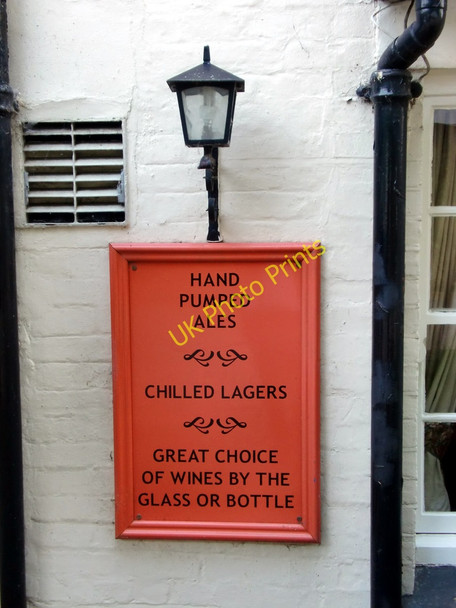 HAND
PUMPED
ALES
CHILLED LAGERS
GREAT CHOICE
OF WINES BY THE
GLASS OR BOTTLE
UK Photo Prints